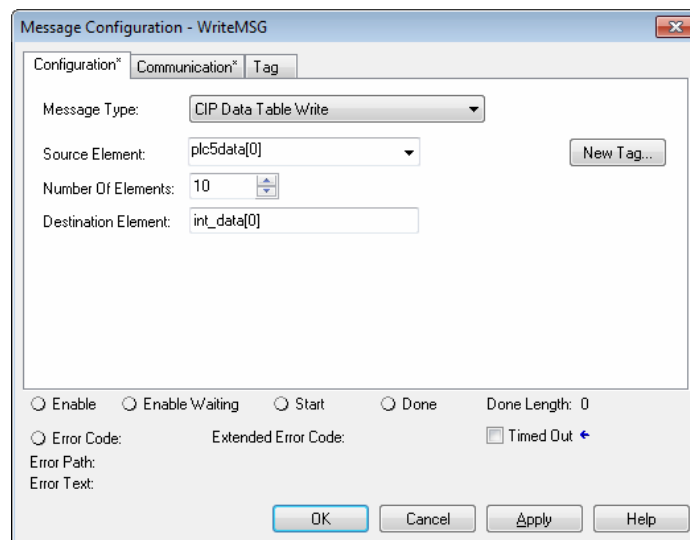 Message Configuration - WriteMSG
Configuration* Communication* Tag
Message Type: CIP Data Table Write
Source Element: plc5data[0] New Tag...
Number Of Elements: 10
Destination Element: int_data[0]
Enable Enable Waiting Start Done Done Length: 0
Error Code: Extended Error Code: Timed Out
Error Path:
Error Text:
OK Cancel Apply Help